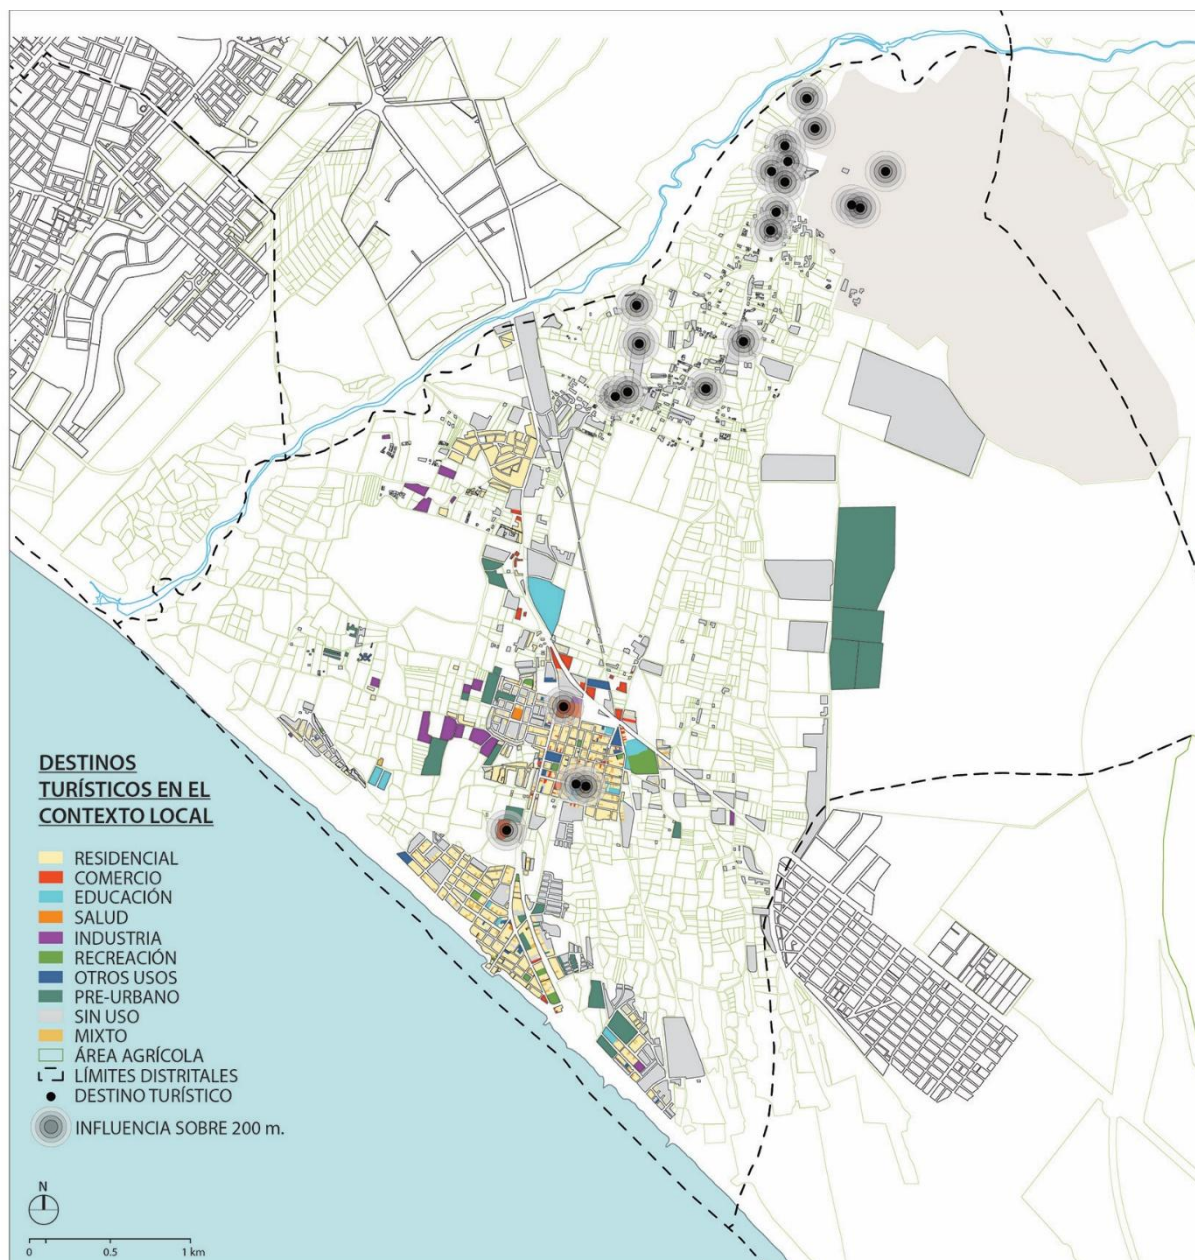 DESTINOS
TURÍSTICOS EN EL
CONTEXTO LOCAL
RESIDENCIAL
COMERCIO
EDUCACIÓN
SALUD
INDUSTRIA
RECREACIÓN
OTROS USOS
PRE-URBANO
SIN USO
MIXTO
ÁREA AGRÍCOLA
LÍMITES DISTRITALES
DESTINO TURÍSTICO
INFLUENCIA SOBRE 200 m.
N
0 0.5 1 km